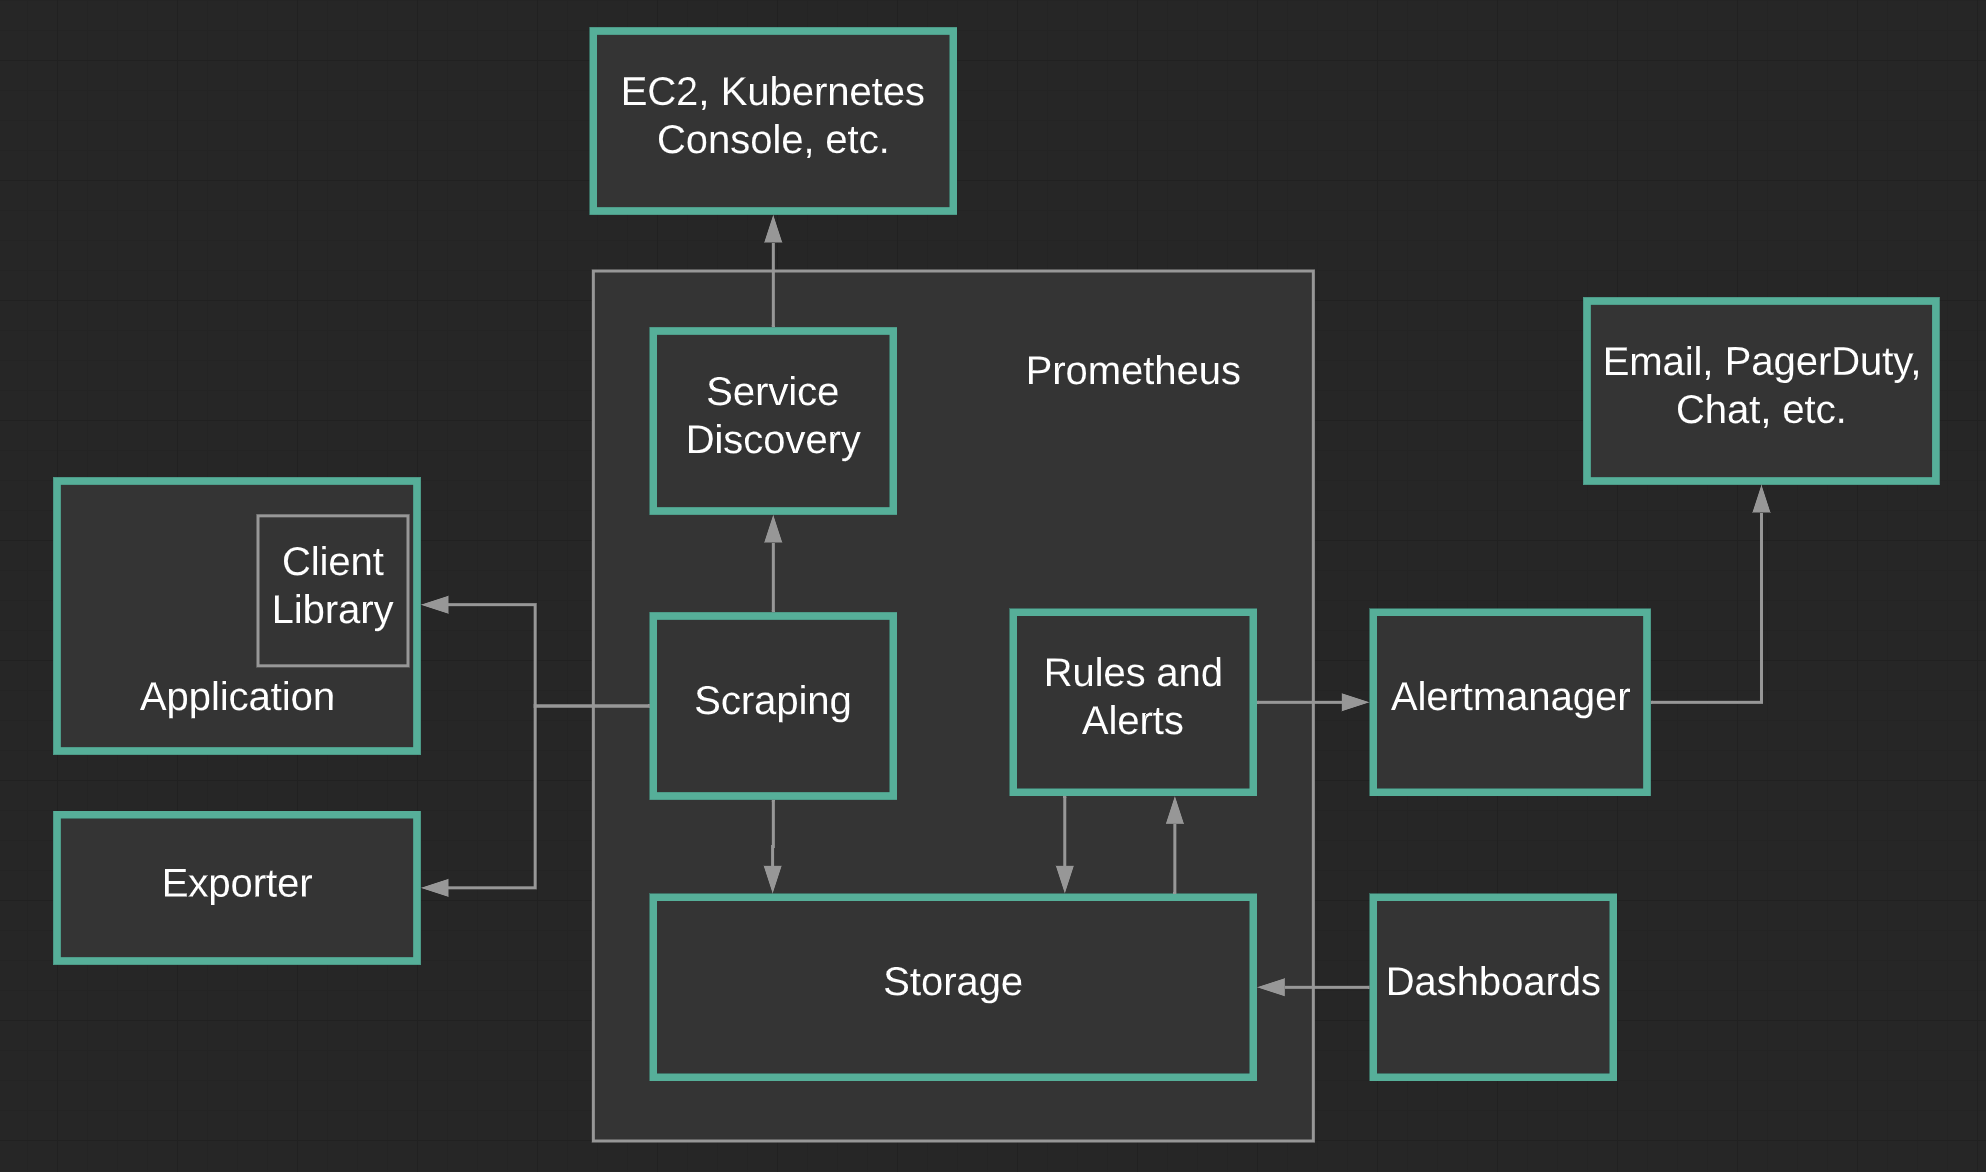 EC2, Kubernetes
Console, etc.
Service
Discovery
Prometheus
Email, PagerDuty,
Chat, etc.
Client
Library
Application
Scraping
Rules and
Alerts
Alertmanager
Exporter
Storage
Dashboards